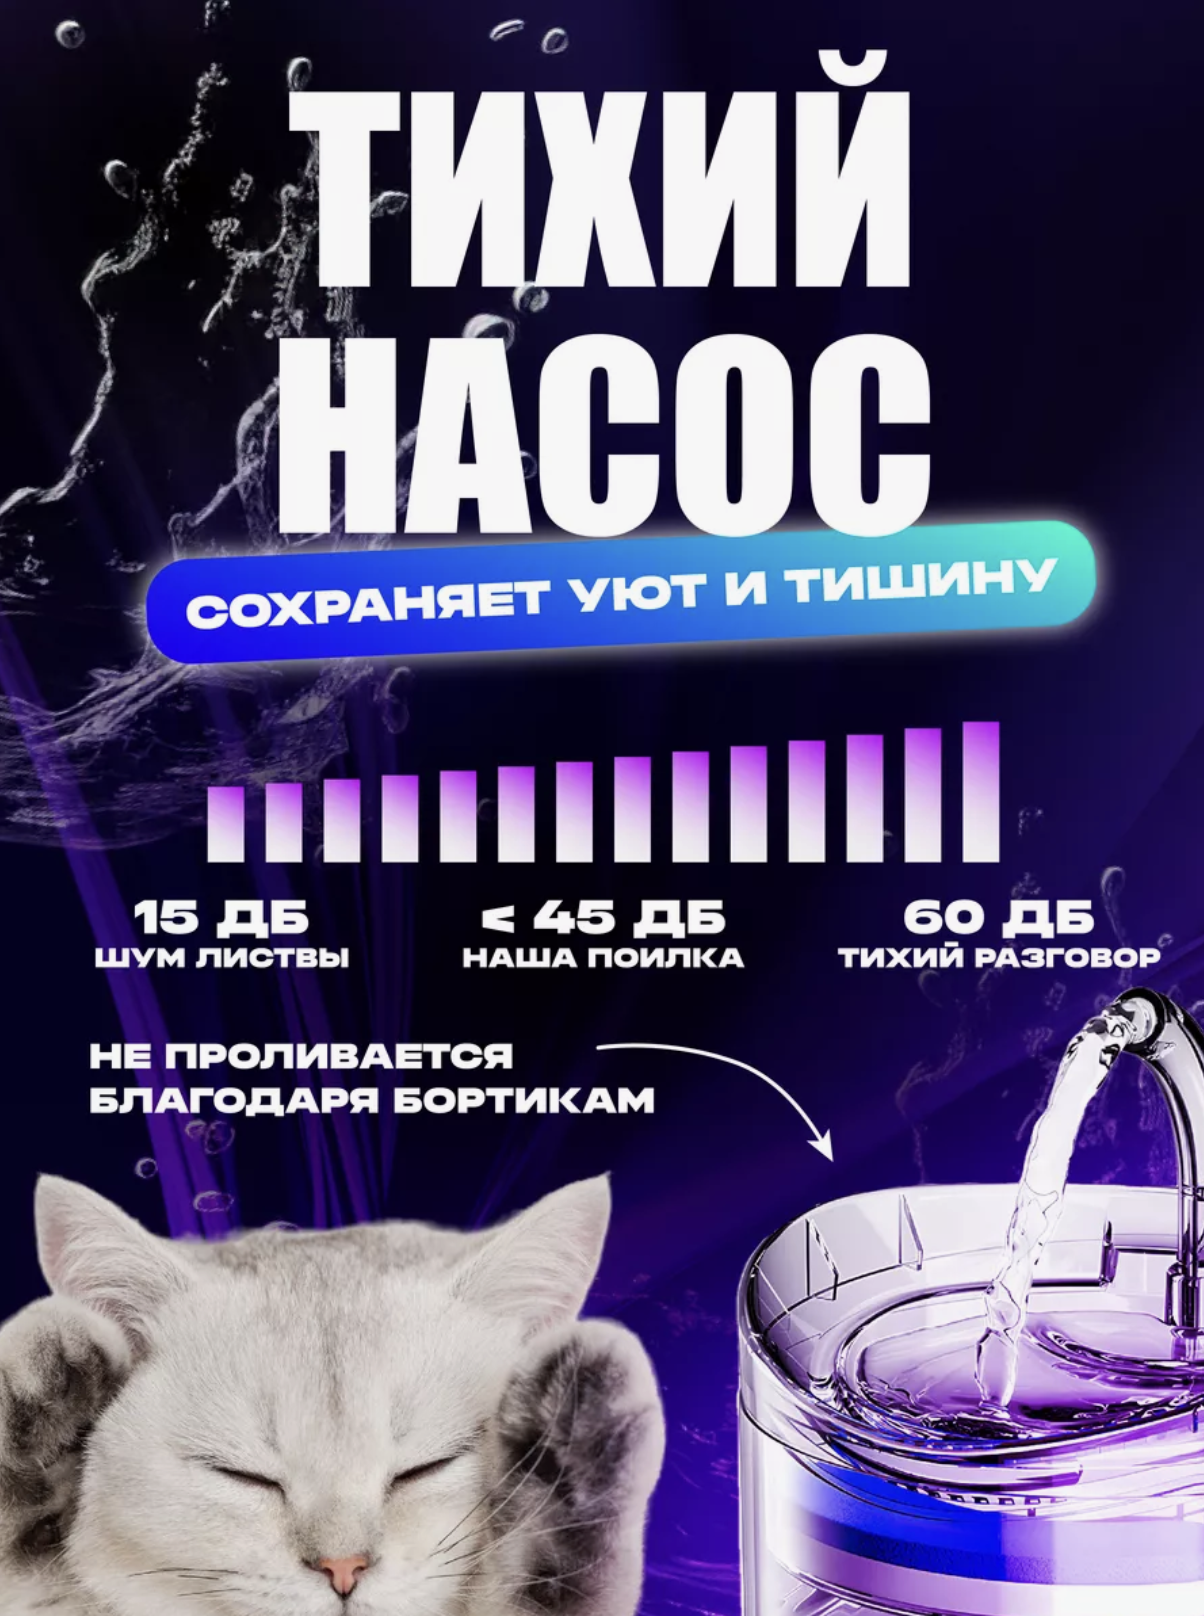 ТИХИЙ
НАСОС
СОХРАНЯЕТ УЮТ И ТИШИНУ
15 ДБ
ШУМ ЛИСТВЫ
< 45 ДБ
НАША ПОИЛКА
60 ДБ
ТИХИЙ РАЗГОВОР
НЕ ПРОЛИВАЕТСЯ
БЛАГОДАРЯ БОРТИКАМ